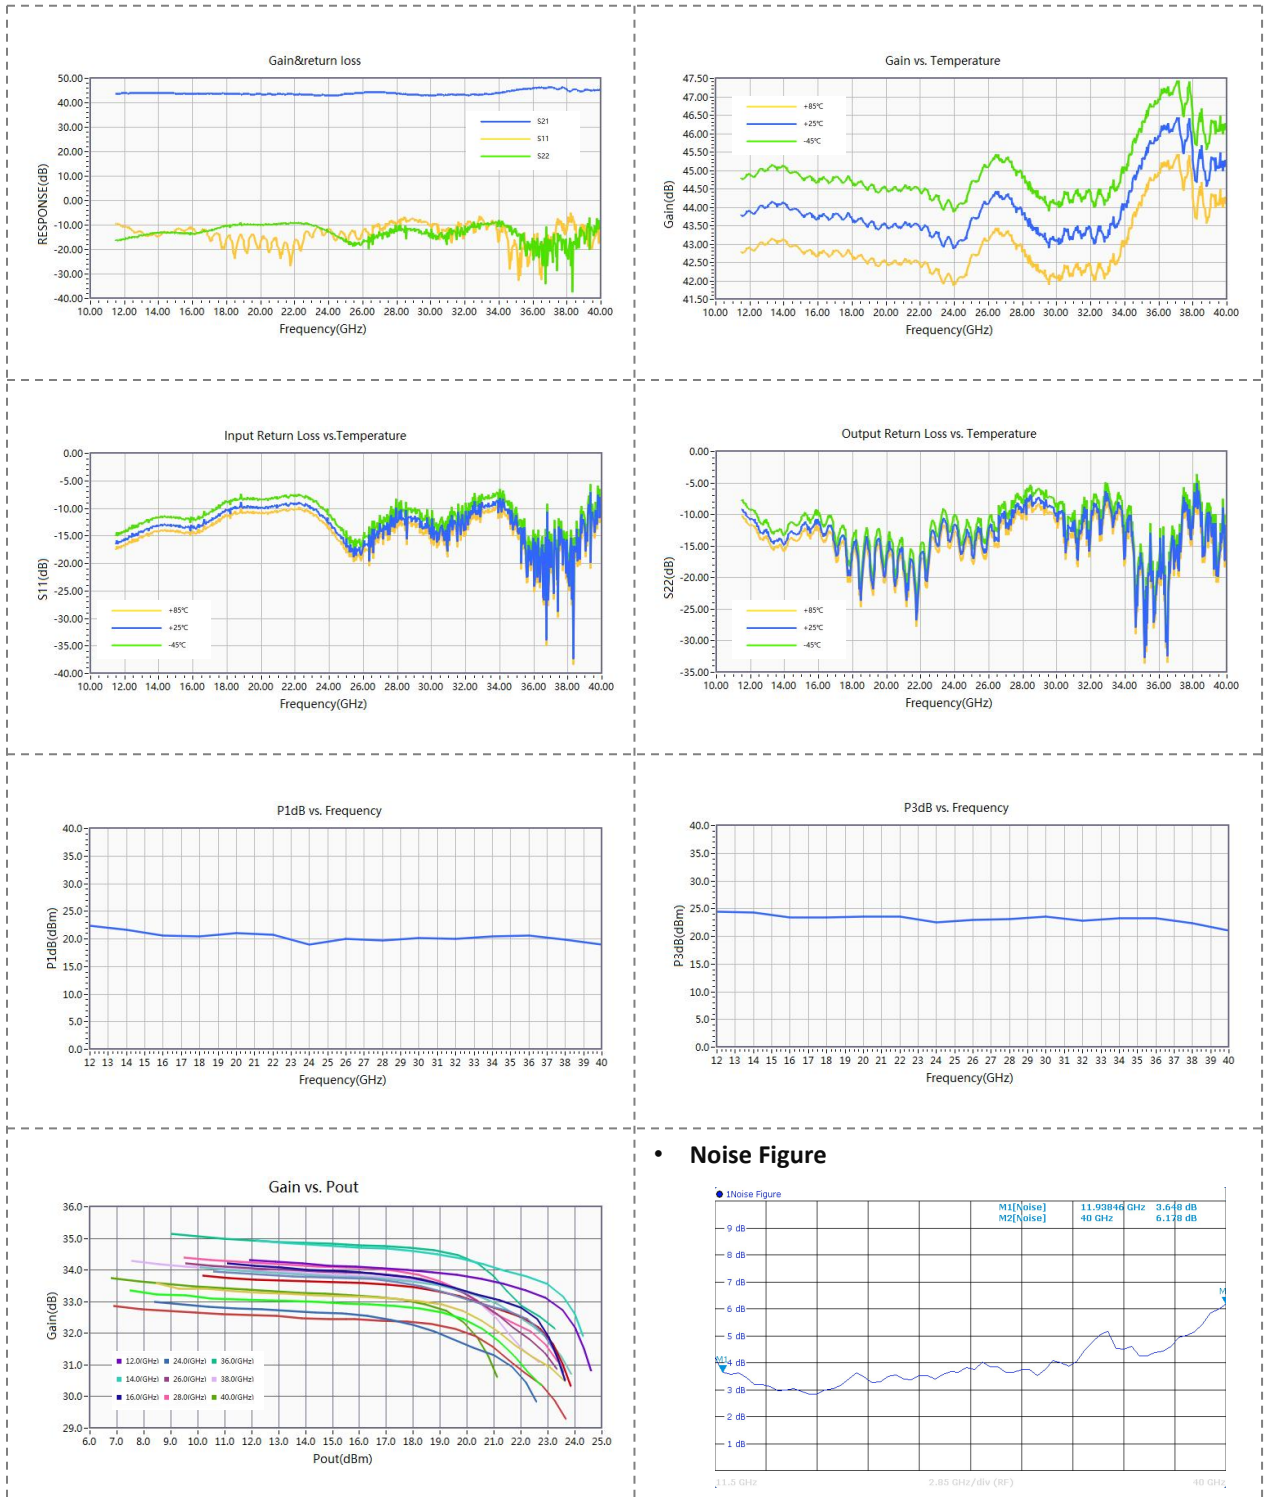 Gain&return loss
50.00
40.00
30.00
20.00
10.00
0.00
-10.00
-20.00
-30.00
-40.00
RESPONSE(dB)
S21
S11
S22
10.00 12.00 14.00 16.00 18.00 20.00 22.00 24.00 26.00 28.00 30.00 32.00 34.00 36.00 38.00 40.00
Frequency(GHz)
Gain vs. Temperature
47.50
47.00
46.50
46.00
45.50
45.00
44.50
44.00
43.50
43.00
42.50
42.00
41.50
Gain(dB)
+85℃
+25℃
-45℃
10.00 12.00 14.00 16.00 18.00 20.00 22.00 24.00 26.00 28.00 30.00 32.00 34.00 36.00 38.00 40.00
Frequency(GHz)
Input Return Loss vs.Temperature
0.00
-5.00
-10.00
-15.00
-20.00
-25.00
-30.00
-35.00
-40.00
S11(dB)
+85℃
+25℃
-45℃
10.00 12.00 14.00 16.00 18.00 20.00 22.00 24.00 26.00 28.00 30.00 32.00 34.00 36.00 38.00 40.00
Frequency(GHz)
Output Return Loss vs. Temperature
0.00
-5.00
-10.00
-15.00
-20.00
-25.00
-30.00
-35.00
S22(dB)
+85℃
+25℃
-45℃
10.00 12.00 14.00 16.00 18.00 20.00 22.00 24.00 26.00 28.00 30.00 32.00 34.00 36.00 38.00 40.00
Frequency(GHz)
P1dB vs. Frequency
40.0
35.0
30.0
25.0
20.0
15.0
10.0
5.0
0.0
P1dB(dBm)
12 13 14 15 16 17 18 19 20 21 22 23 24 25 26 27 28 29 30 31 32 33 34 35 36 37 38 39 40
Frequency(GHz)
P3dB vs. Frequency
40.0
35.0
30.0
25.0
20.0
15.0
10.0
5.0
0.0
P3dB(dBm)
12 13 14 15 16 17 18 19 20 21 22 23 24 25 26 27 28 29 30 31 32 33 34 35 36 37 38 39 40
Frequency(GHz)
Gain vs. Pout
36.0
35.0
34.0
33.0
32.0
31.0
30.0
29.0
Gain(dB)
12.0(GHz) 24.0(GHz) 36.0(GHz)
14.0(GHz) 26.0(GHz) 38.0(GHz)
16.0(GHz) 28.0(GHz) 40.0(GHz)
6.0 7.0 8.0 9.0 10.0 11.0 12.0 13.0 14.0 15.0 16.0 17.0 18.0 19.0 20.0 21.0 22.0 23.0 24.0 25.0
Pout(dBm)
• Noise Figure
1Noise Figure
M1[Noise] 11.93846 GHz 3.648 dB
M2[Noise] 40 GHz 6.178 dB
9 dB
8 dB
7 dB
6 dB
5 dB
4 dB
3 dB
2 dB
1 dB
M1
M
11.5 GHz 2.85 GHz/div (RF) 40 GHz